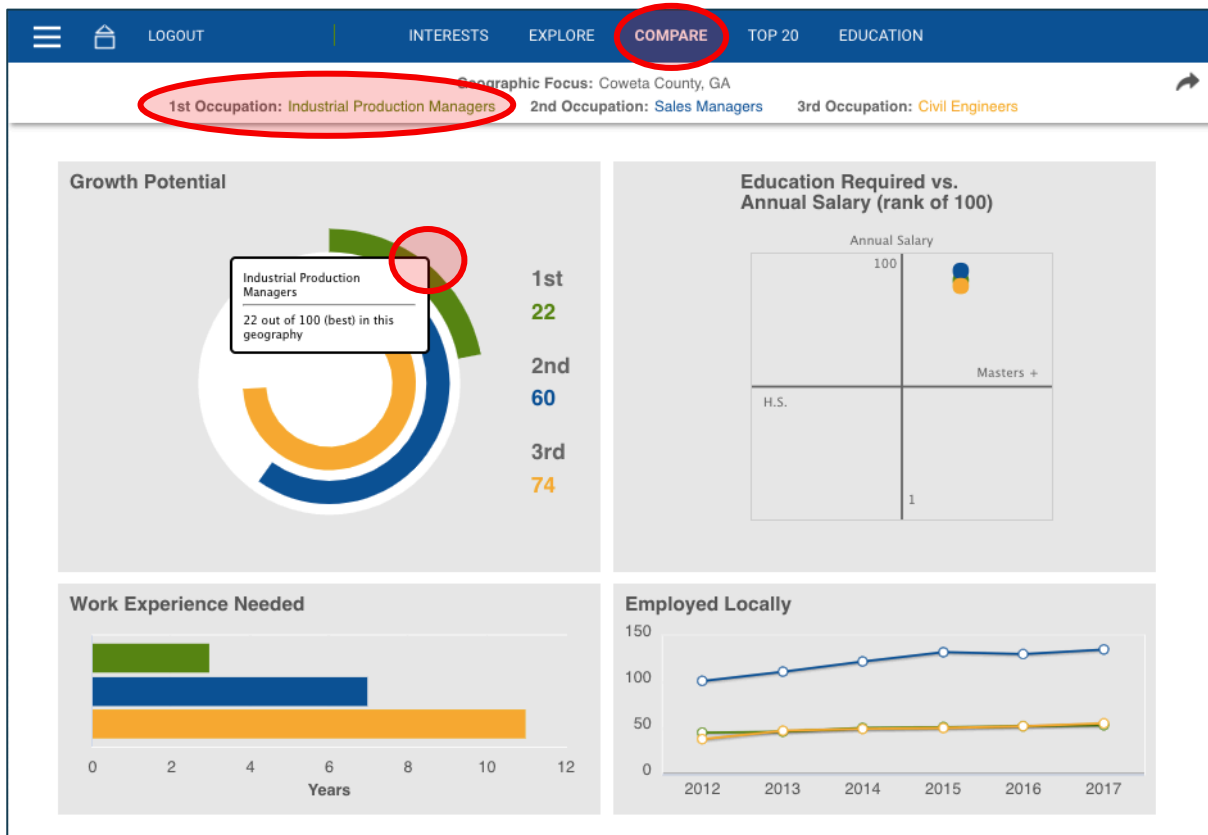 LOGOUT INTERESTS EXPLORE COMPARE TOP 20 EDUCATION
Geographic Focus: Coweta County, GA
1st Occupation: Industrial Production Managers 2nd Occupation: Sales Managers 3rd Occupation: Civil Engineers
Growth Potential
Industrial Production
Managers
22 out of 100 (best) in this
geography
1st
22
2nd
60
3rd
74
Education Required vs.
Annual Salary (rank of 100)
Annual Salary
100
Masters +
H.S.
1
Work Experience Needed
0 2 4 6 8 10 12
Years
Employed Locally
150
100
50
0
2012 2013 2014 2015 2016 2017